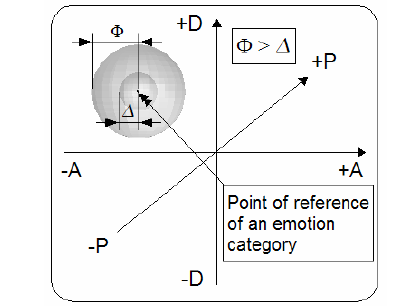 Φ
+D
Φ > Δ
+P
Δ
-A
+A
Point of reference
of an emotion
category
-P
-D